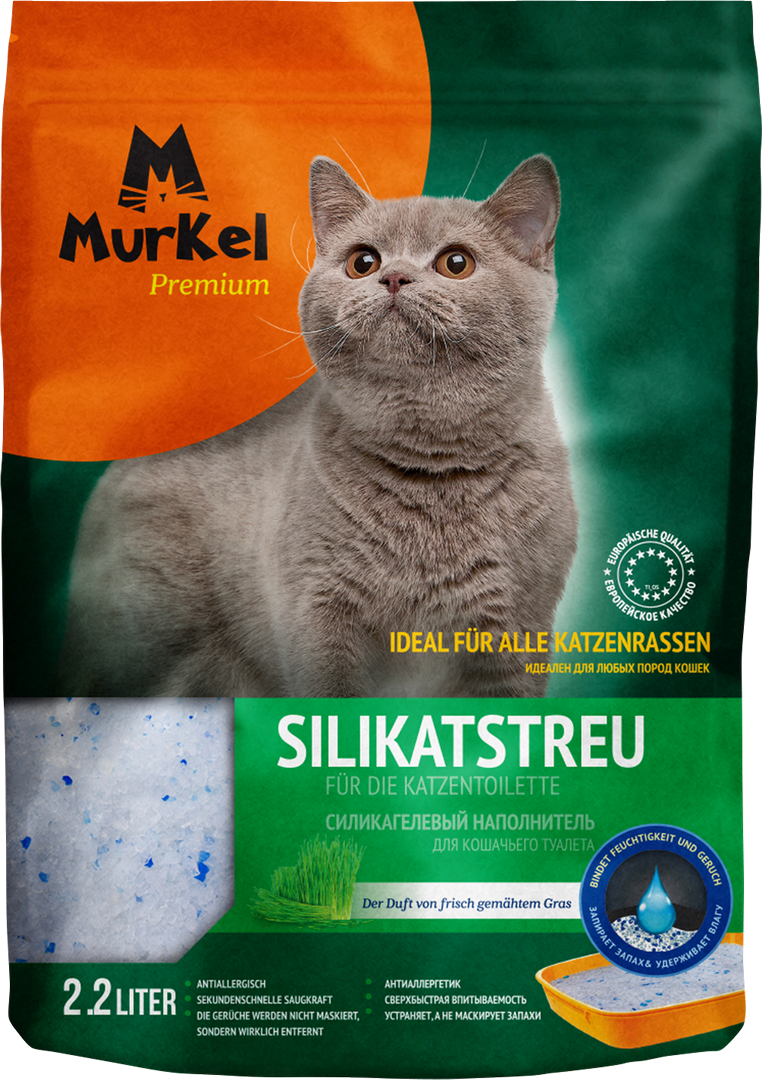 MurKel
Premium
EUROPÄISCHE QUALITÄT
TI_OS
ЕВРОПЕЙСКОЕ КАЧЕСТВО
IDEAL FÜR ALLE KATZENRASSEN
ИДЕАЛЕН ДЛЯ ЛЮБЫХ ПОРОД КОШЕК
SILIKATSTREU
FÜR DIE KATZENTOILETTE
СИЛИКАГЕЛЕВЫЙ НАПОЛНИТЕЛЬ
ДЛЯ КОШАЧЬЕГО ТУАЛЕТА
Der Duft von frisch gemähtem Gras
BINDET FEUCHTIGKEIT UND GERUCH
ЗАПИРАЕТ ЗАПАХ & УДЕРЖИВАЕТ ВЛАГУ
2.2 LITER
ANTIALLERGISCH
SEKUNDENSCHNELLE SAUGKRAFT
DIE GERÜCHE WERDEN NICHT MASKIERT,
SONDERN WIRKLICH ENTFERNT
АНТИАЛЛЕРГЕТИК
СВЕРХБЫСТРАЯ ВПИТЫВАЕМОСТЬ
УСТРАНЯЕТ, А НЕ МАСКИРУЕТ ЗАПАХИ